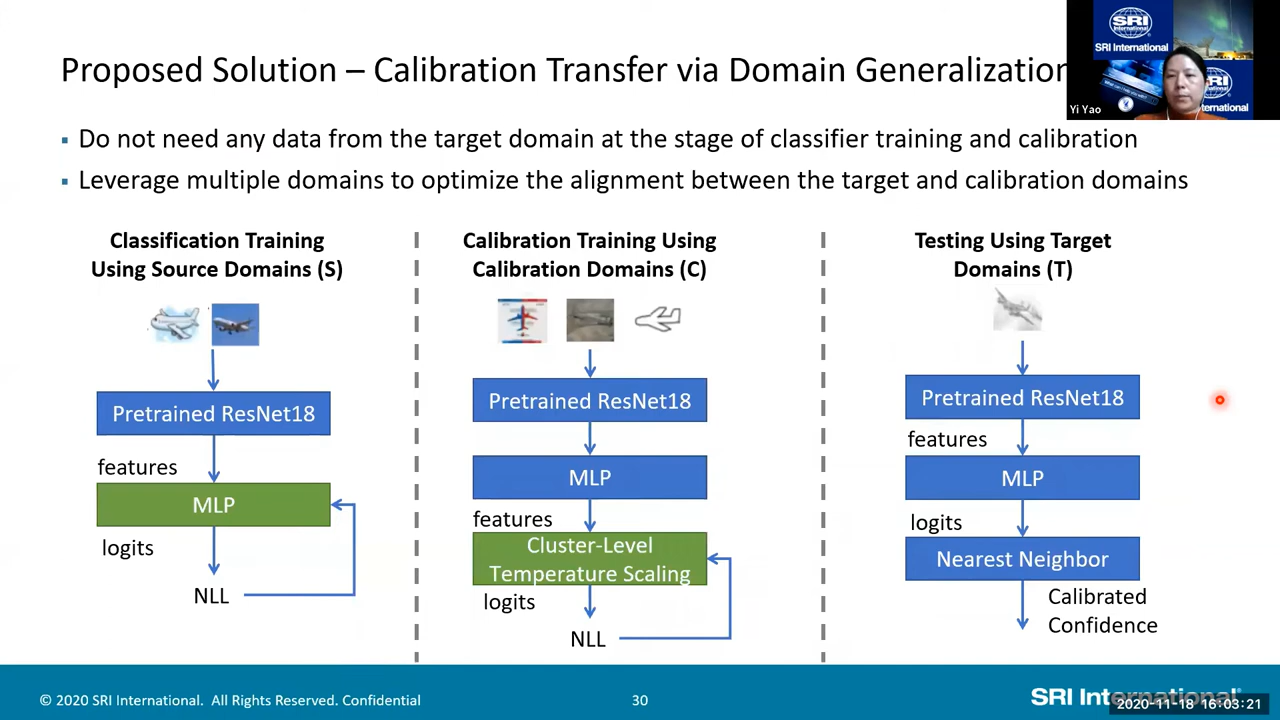 Proposed Solution – Calibration Transfer via Domain Generalization
SRI International
Yi Yao
▪ Do not need any data from the target domain at the stage of classifier training and calibration
▪ Leverage multiple domains to optimize the alignment between the target and calibration domains
Classification Training
Using Source Domains (S)
Pretrained ResNet18
features
MLP
logits
NLL
Calibration Training Using
Calibration Domains (C)
Pretrained ResNet18
MLP
features
Cluster-Level
Temperature Scaling
logits
NLL
Testing Using Target
Domains (T)
Pretrained ResNet18
features
MLP
logits
Nearest Neighbor
Calibrated
Confidence
© 2020 SRI International. All Rights Reserved. Confidential
30
SRI International
2020-11-18 16:03:21